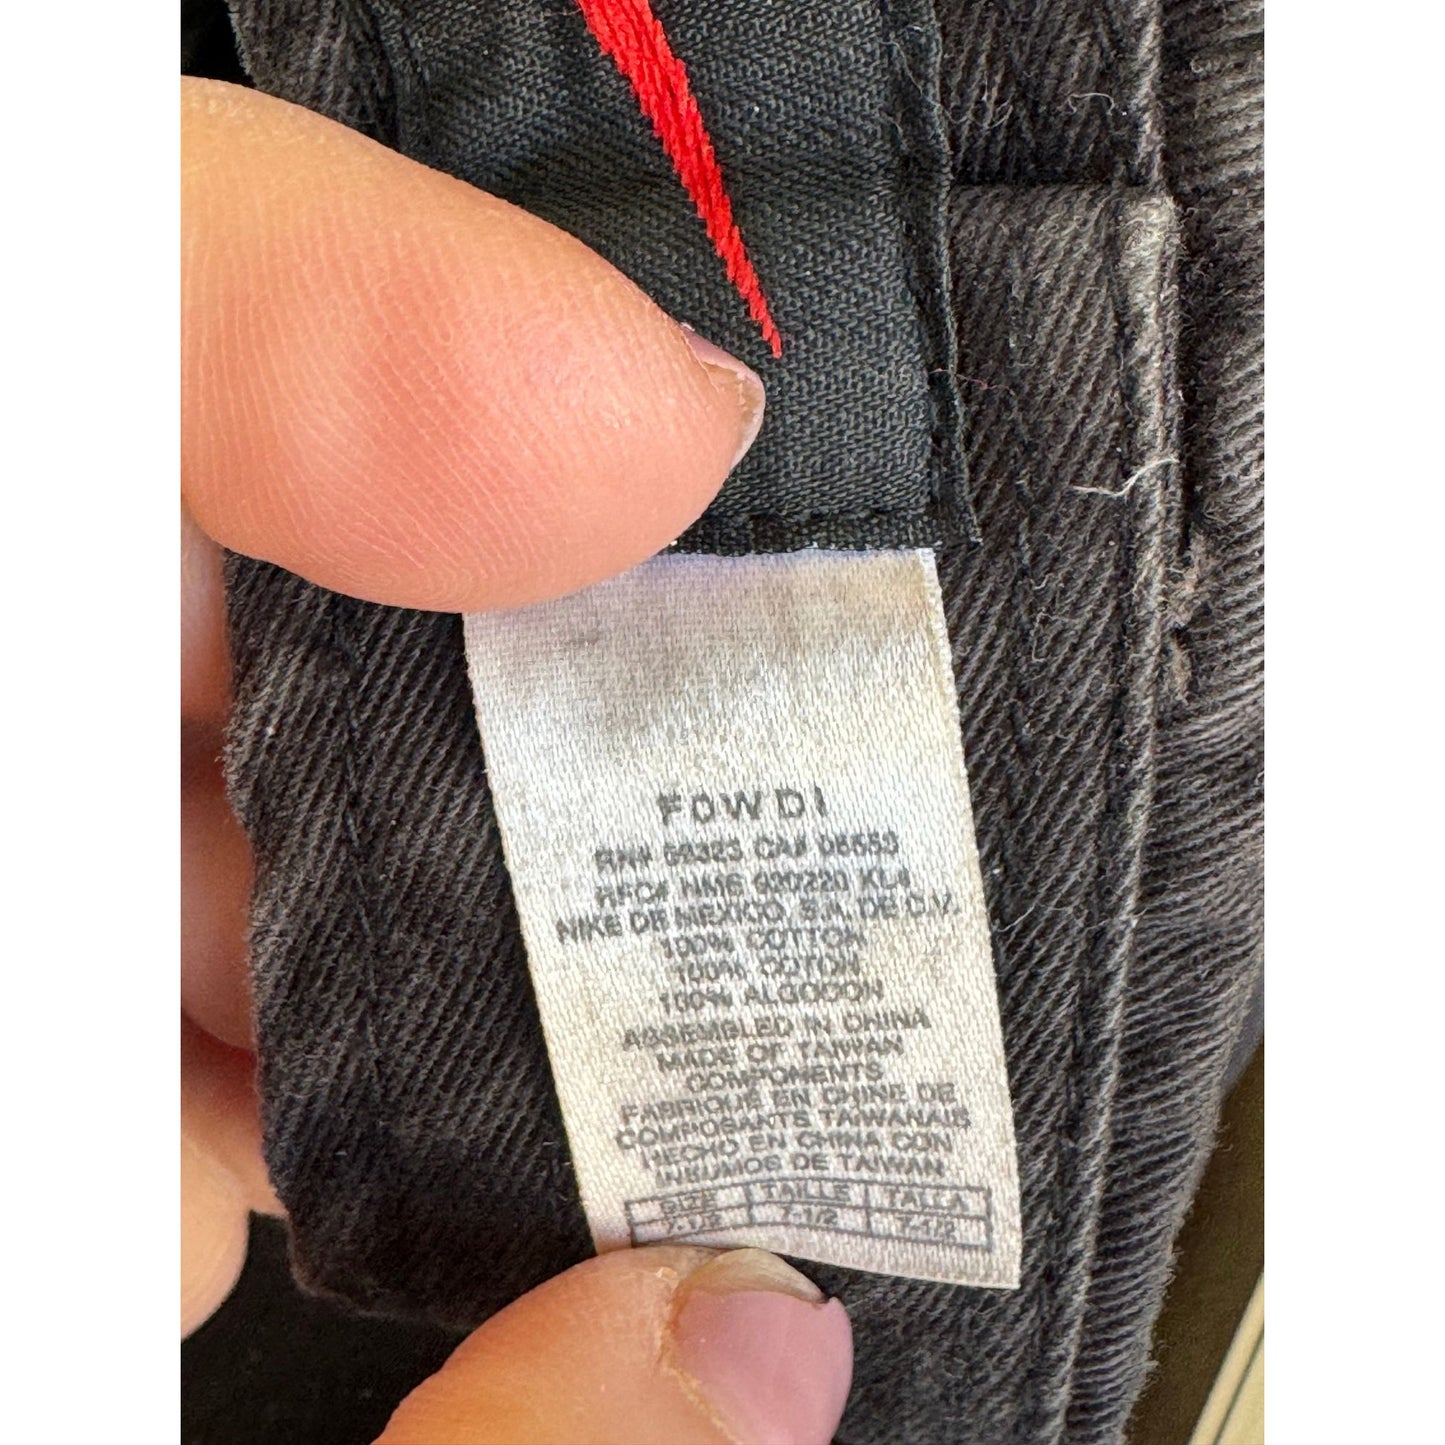 FOWDI
RN# 56323 CA# 05553
RFC# NME 920220 KL4
NIKE DE MEXICO, S.A. DE C.V.
100% COTTON
100% COTON
100% ALGODON
ASSEMBLED IN CHINA
MADE OF TAIWAN
COMPONENTS
FABRIQUÉ EN CHINE DE
COMPOSANTS TAIWANAIS
HECHO EN CHINA CON
INSUMOS DE TAIWAN
SIZE TAILLE TALLA
7-1/2 7-1/2 7-1/2